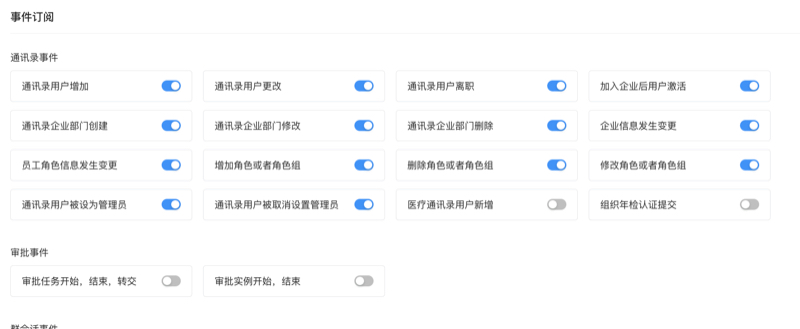 事件订阅
通讯录事件
通讯录用户增加
通讯录用户更改
通讯录用户离职
加入企业后用户激活
通讯录企业部门创建
通讯录企业部门修改
通讯录企业部门删除
企业信息发生变更
员工角色信息发生变更
增加角色或者角色组
删除角色或者角色组
修改角色或者角色组
通讯录用户被设为管理员
通讯录用户被取消设置管理员
医疗通讯录用户新增
组织年检认证提交
审批事件
审批任务开始，结束，转交
审批实例开始，结束
群会话事件